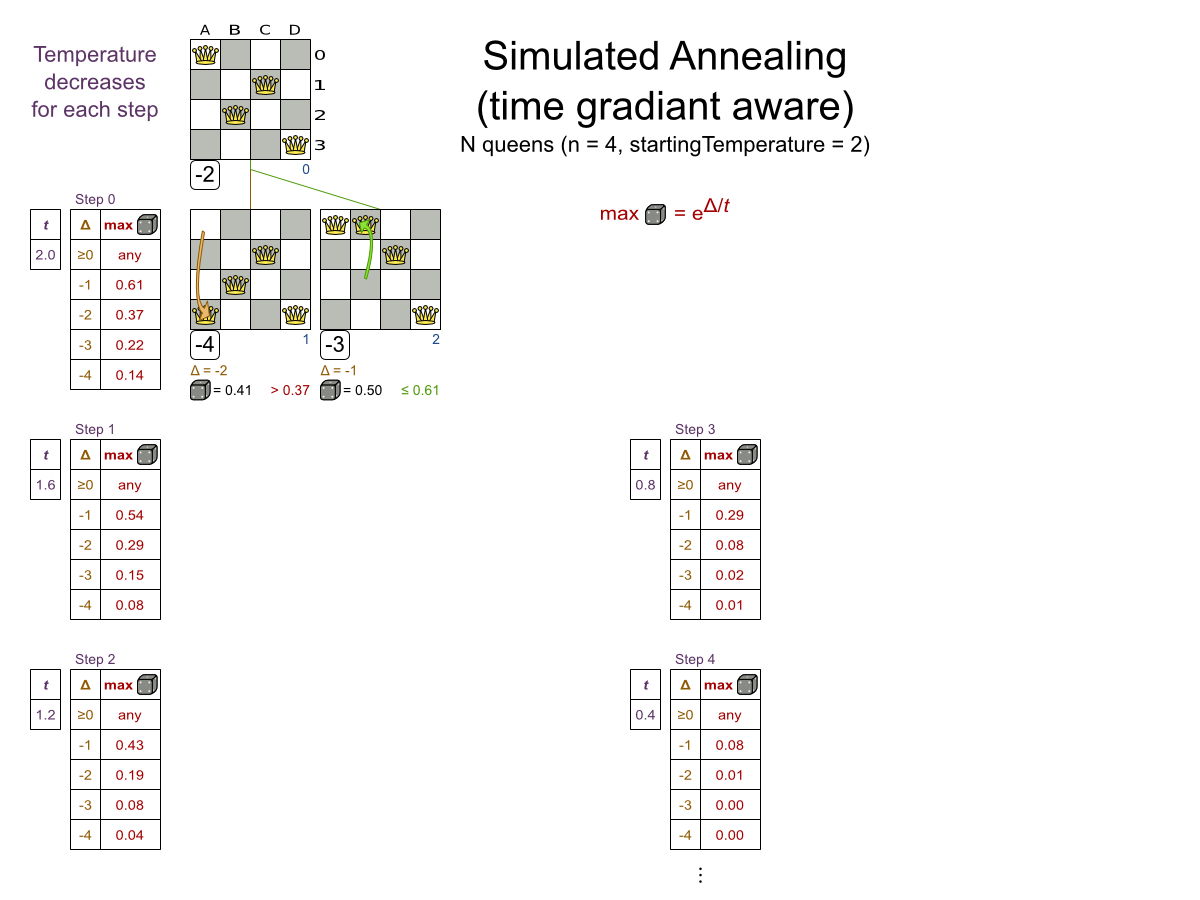 Temperature
decreases
for each step
A B C D
0
1
2
3
-2
0
Simulated Annealing
(time gradiant aware)
N queens (n = 4, startingTemperature = 2)
max = e^Δ/t
Step 0
t
2.0
Δ max
≥0 any
-1 0.61
-2 0.37
-3 0.22
-4 0.14
-4
1
Δ = -2
= 0.41 > 0.37
-3
2
Δ = -1
= 0.50 ≤ 0.61
Step 1
t
1.6
Δ max
≥0 any
-1 0.54
-2 0.29
-3 0.15
-4 0.08
Step 2
t
1.2
Δ max
≥0 any
-1 0.43
-2 0.19
-3 0.08
-4 0.04
Step 3
t
0.8
Δ max
≥0 any
-1 0.29
-2 0.08
-3 0.02
-4 0.01
Step 4
t
0.4
Δ max
≥0 any
-1 0.08
-2 0.01
-3 0.00
-4 0.00
⋮